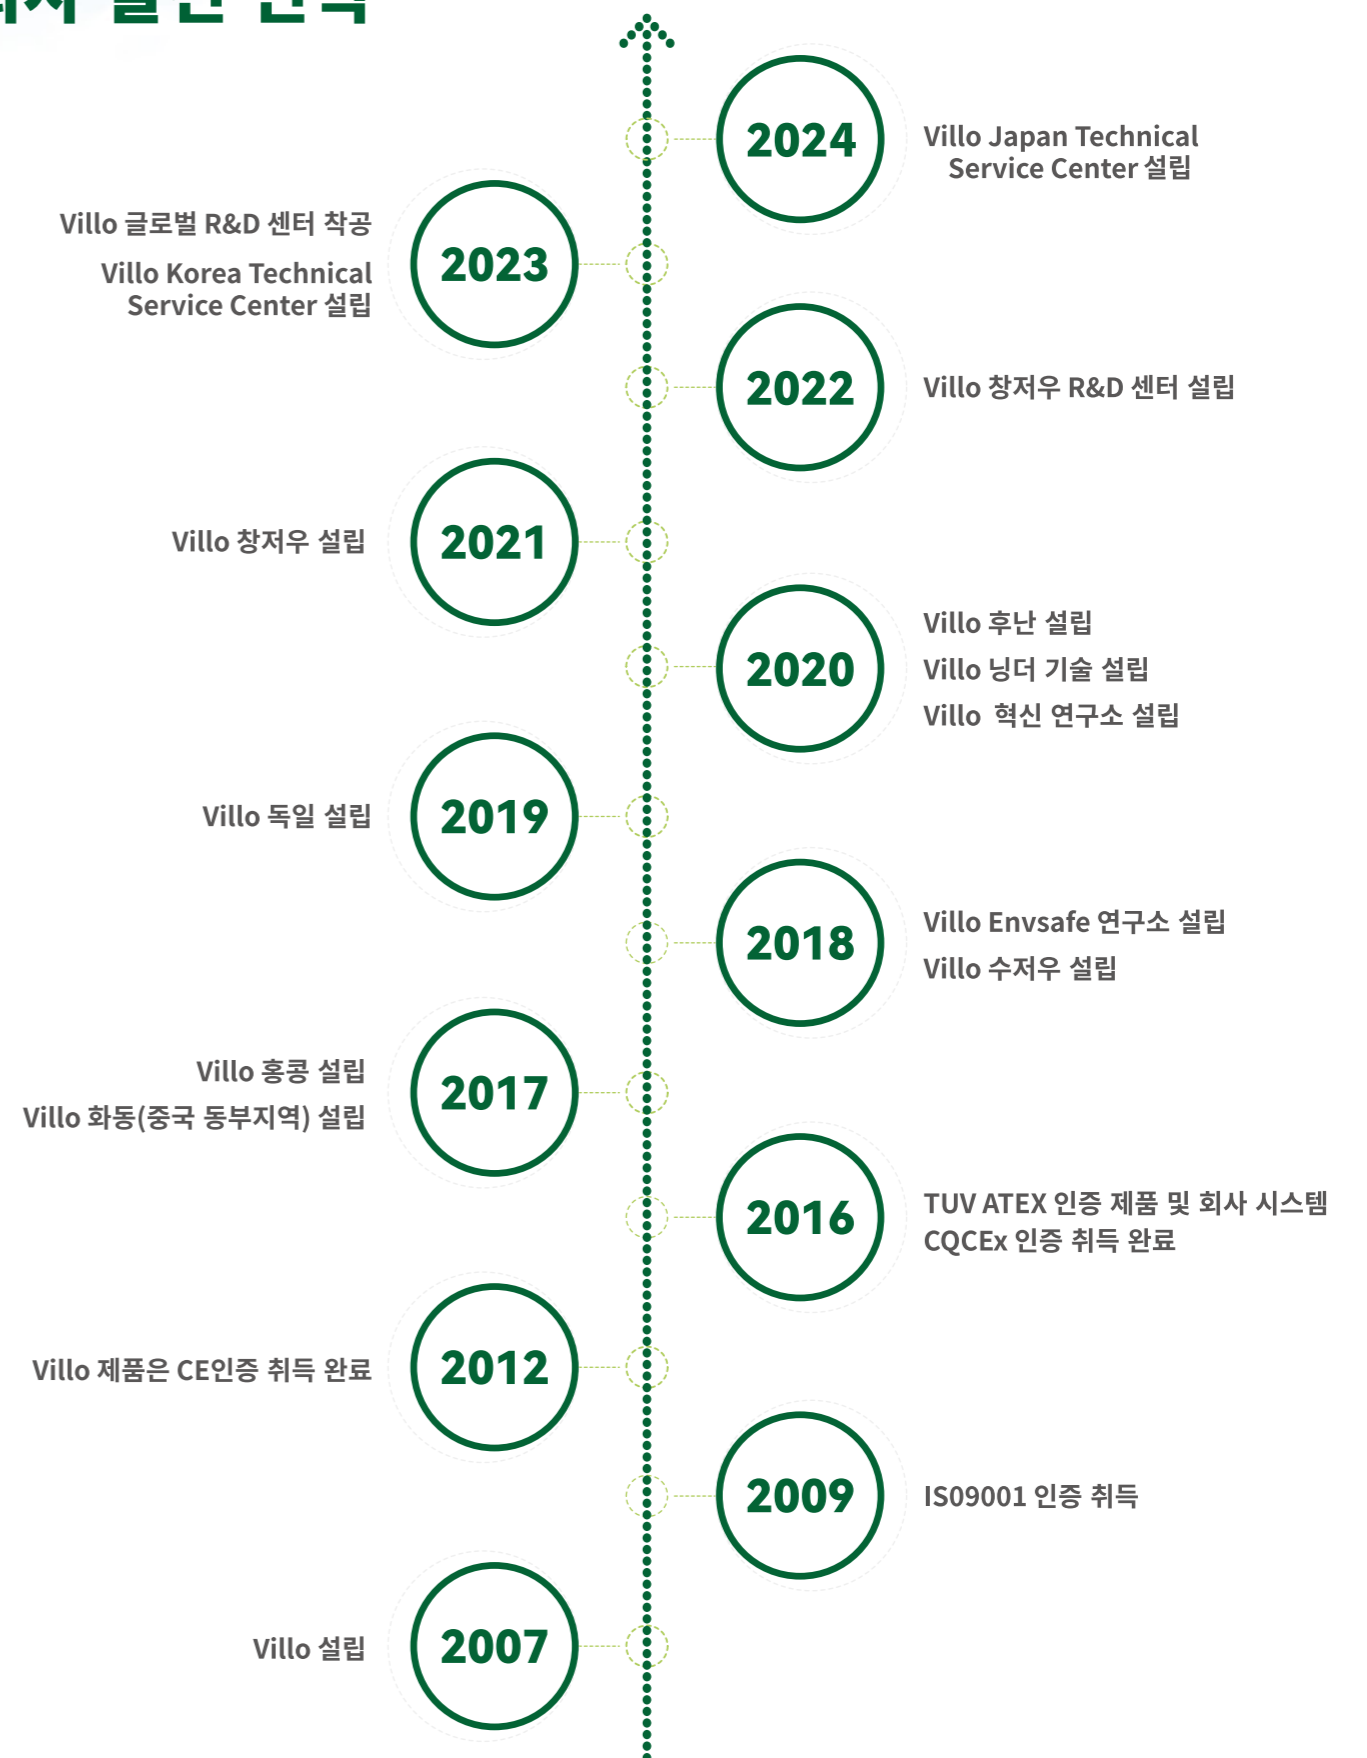 2024
Villo Japan Technical
Service Center 설립
Villo 글로벌 R&D 센터 착공
Villo Korea Technical
Service Center 설립
2023
2022
Villo 창저우 R&D 센터 설립
Villo 창저우 설립
2021
2020
Villo 후난 설립
Villo 닝더 기술 설립
Villo 혁신 연구소 설립
Villo 독일 설립
2019
2018
Villo Envsafe 연구소 설립
Villo 수저우 설립
Villo 홍콩 설립
Villo 화동(중국 동부지역) 설립
2017
2016
TUV ATEX 인증 제품 및 회사 시스템
CQCEx 인증 취득 완료
Villo 제품은 CE인증 취득 완료
2012
2009
IS09001 인증 취득
Villo 설립
2007